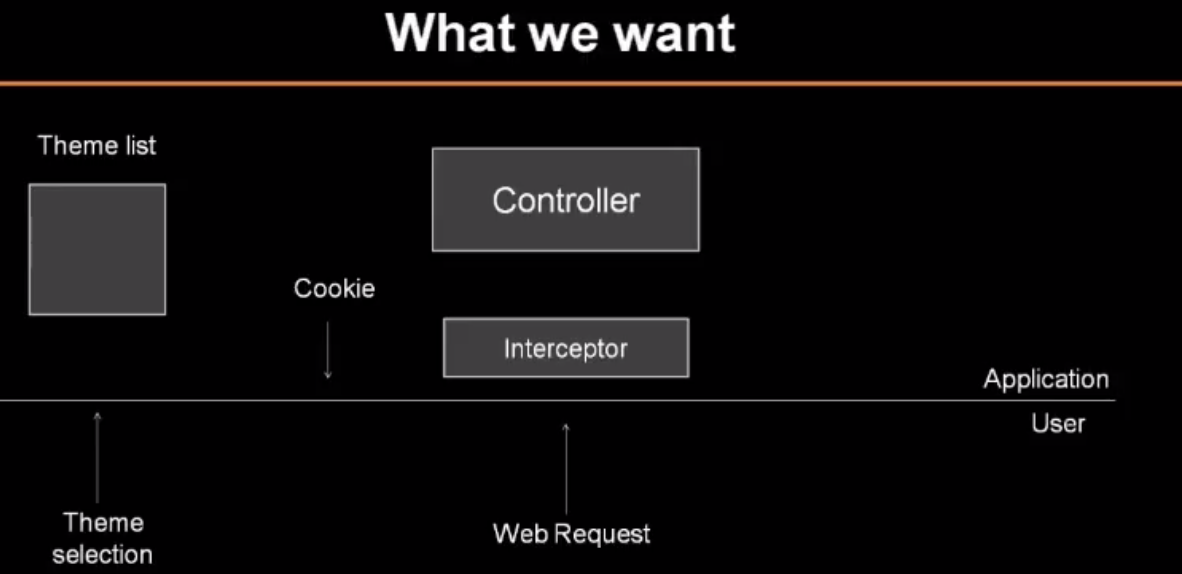 What we want
Theme list
Controller
Cookie
Interceptor
Application
User
Theme
selection
Web Request